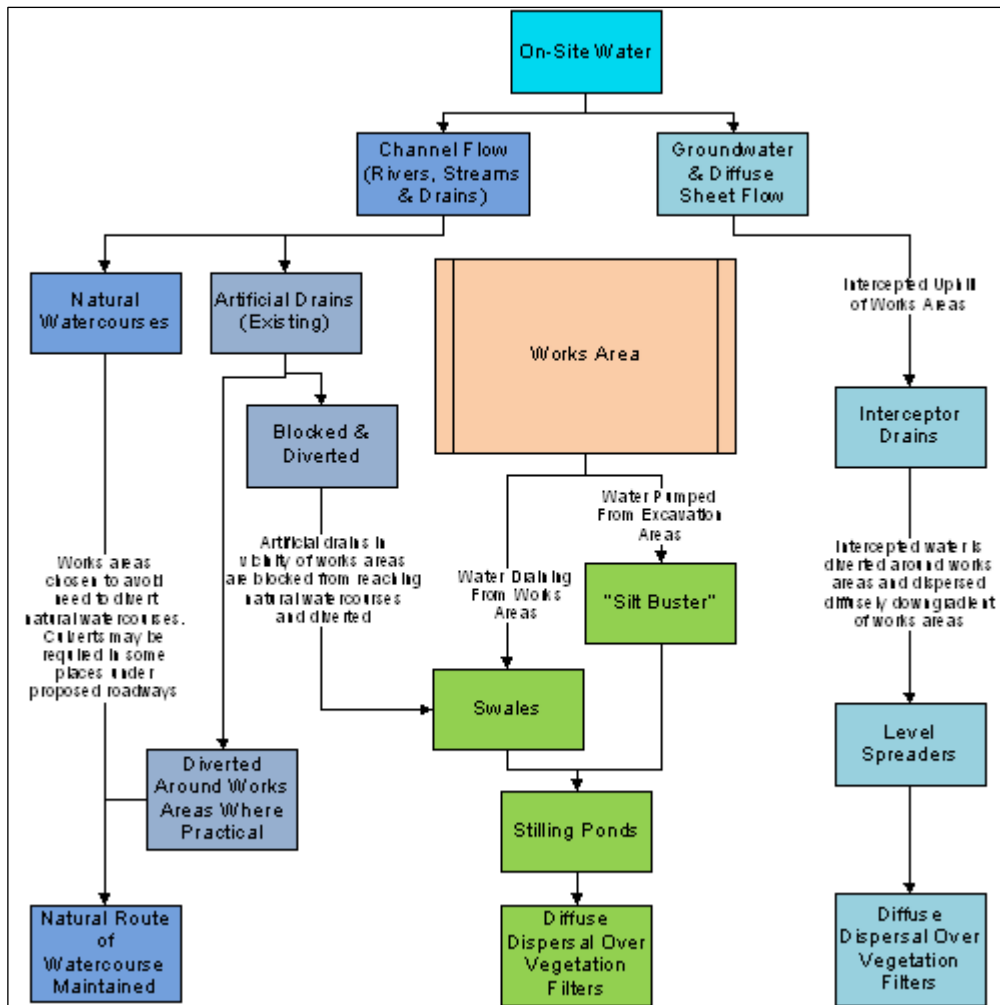 On-Site Water
Channel Flow
(Rivers, Streams
& Drains)
Groundwater
& Diffuse
Sheet Flow
Natural
Watercourses
Artificial Drains
(Existing)
Works Area
Intercepted Uphill
of Works Areas
Blocked &
Diverted
Interceptor
Drains
Works areas
chosen to avoid
need to divert
natural watercourses.
Culverts may be
required in some
places under
proposed roadways
Artificial drains in
vicinity of works areas
are blocked from reaching
natural watercourses
and diverted
Water Draining
From Works
Areas
Water Pumped
From Excavation
Areas
"Silt Buster"
Intercepted water is
diverted around works
areas and dispersed
diffusely downgradient
of works areas
Swales
Level
Spreaders
Diverted
Around Works
Areas Where
Practical
Stilling Ponds
Natural Route
of
Watercourse
Maintained
Diffuse
Dispersal Over
Vegetation
Filters
Diffuse
Dispersal Over
Vegetation
Filters